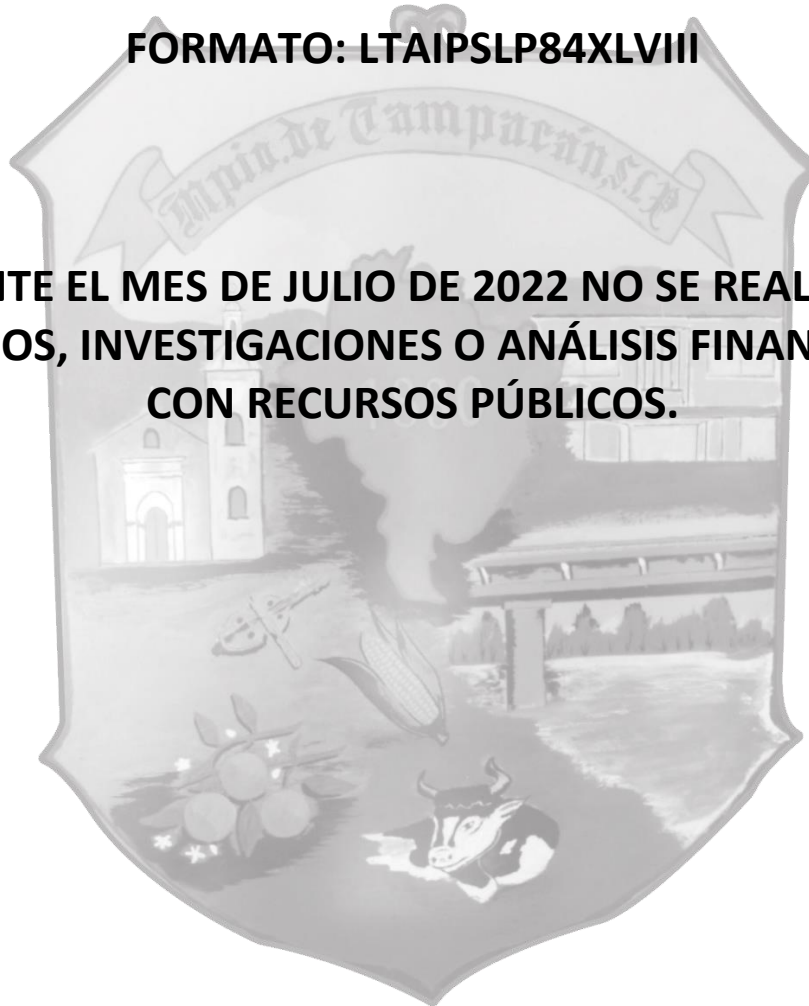 FORMATO: LTAIPSLP84XLVIII
Mpio. de Tampacán, S.L.P.
NTE EL MES DE JULIO DE 2022 NO SE REAL
OS, INVESTIGACIONES O ANÁLISIS FINAN
CON RECURSOS PÚBLICOS.